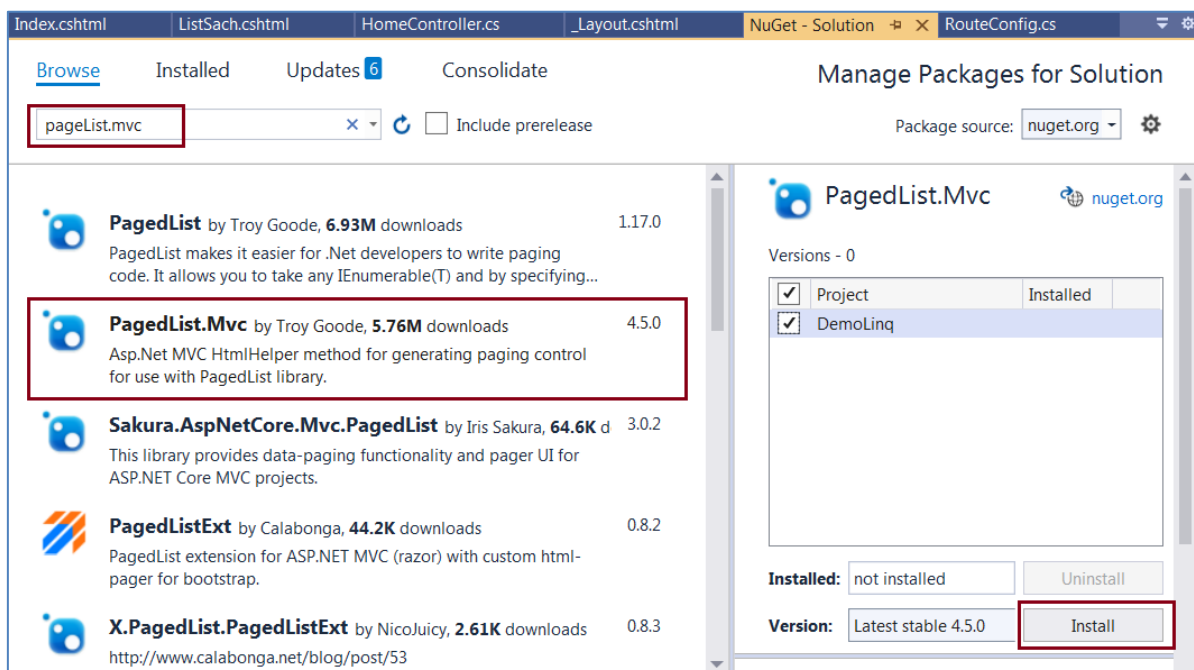 Index.cshtml ListSach.cshtml HomeController.cs _Layout.cshtml NuGet - Solution RouteConfig.cs
Browse Installed Updates 6 Consolidate
Manage Packages for Solution
pageList.mvc
Include prerelease
Package source: nuget.org
PagedList by Troy Goode, 6.93M downloads 1.17.0
PagedList makes it easier for .Net developers to write paging
code. It allows you to take any IEnumerable(T) and by specifying...
PagedList.Mvc by Troy Goode, 5.76M downloads 4.5.0
Asp.Net MVC HtmlHelper method for generating paging control
for use with PagedList library.
Sakura.AspNetCore.Mvc.PagedList by Iris Sakura, 64.6K d 3.0.2
This library provides data-paging functionality and pager UI for
ASP.NET Core MVC projects.
PagedListExt by Calabonga, 44.2K downloads 0.8.2
PagedList extension for ASP.NET MVC (razor) with custom html-
pager for bootstrap.
X.PagedList.PagedListExt by NicoJuicy, 2.61K downloads 0.8.3
http://www.calabonga.net/blog/post/53
PagedList.Mvc nuget.org
Versions - 0
Project Installed
DemoLinq
Installed: not installed Uninstall
Version: Latest stable 4.5.0 Install